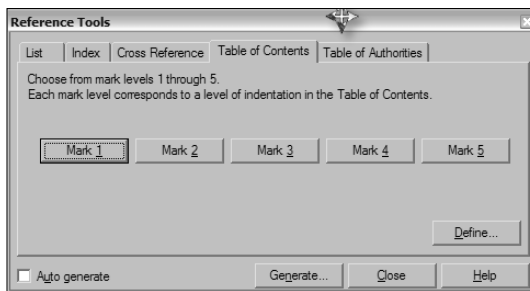 Reference Tools
List Index Cross Reference Table of Contents Table of Authorities
Choose from mark levels 1 through 5.
Each mark level corresponds to a level of indentation in the Table of Contents.
Mark 1 Mark 2 Mark 3 Mark 4 Mark 5
Define...
Auto generate Generate... Close Help